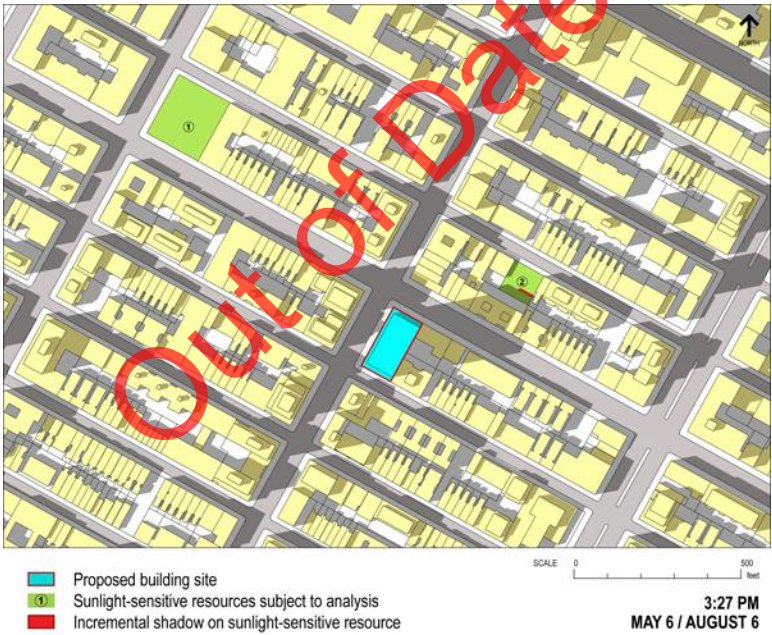 NORTH
Out of Date
①
②
SCALE 0 500
feet
Proposed building site
① Sunlight-sensitive resources subject to analysis
Incremental shadow on sunlight-sensitive resource
3:27 PM
MAY 6 / AUGUST 6